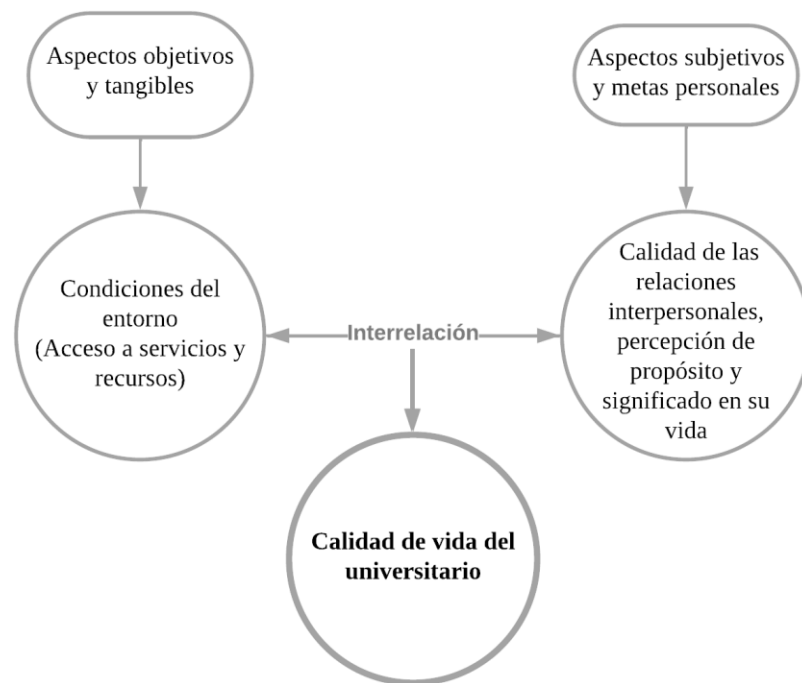 Aspectos objetivos
y tangibles
Aspectos subjetivos
y metas personales
Condiciones del
entorno
(Acceso a servicios y
recursos)
Interrelación
Calidad de las
relaciones
interpersonales,
percepción de
propósito y
significado en su
vida
Calidad de vida del
universitario